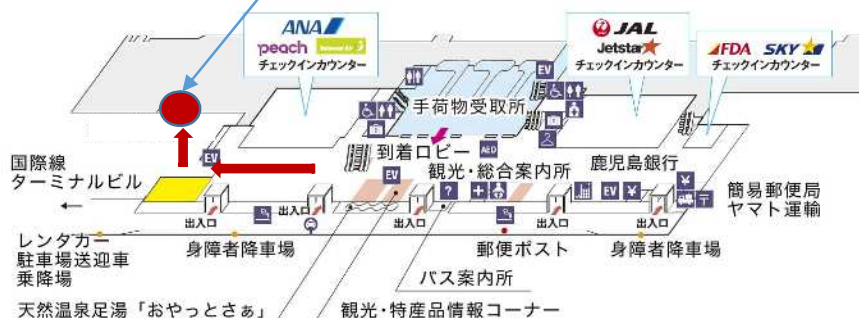 ANA
peach
チェックインカウンター
JAL
Jetstar
チェックインカウンター
FDA SKY
チェックインカウンター
EV
手荷物受取所
EV
到着ロビー AED
観光・総合案内所
鹿児島銀行
国際線
ターミナルビル
EV
?
EV ¥
¥
〒
簡易郵便局
ヤマト運輸
出入口
出入口
出入口
出入口
出入口
レンタカー
駐車場送迎車
乗降場
身障者降車場
郵便ポスト
身障者降車場
バス案内所
天然温泉足湯「おやっとさぁ」
観光・特産品情報コーナー